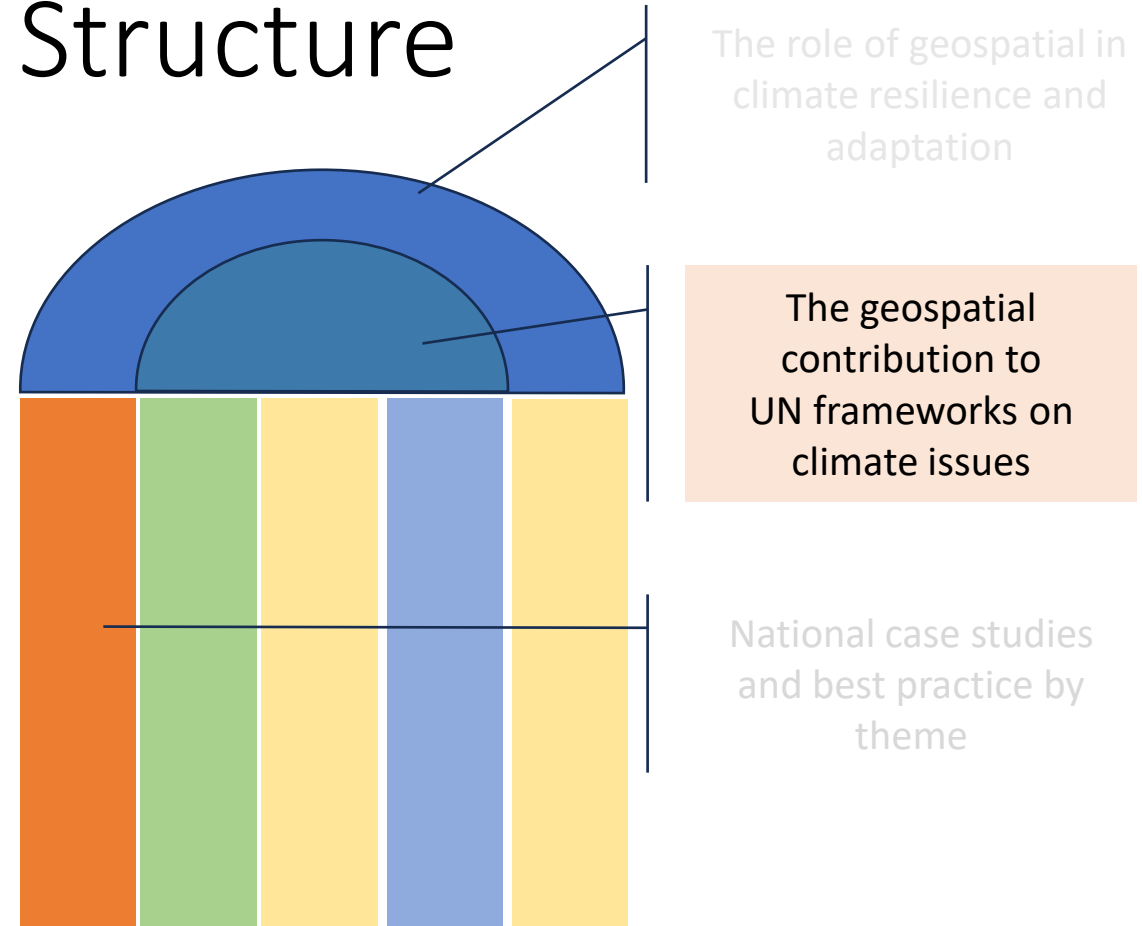 Structure
The role of geospatial in
climate resilience and
adaptation
The geospatial
contribution to
UN frameworks on
climate issues
National case studies
and best practice by
theme